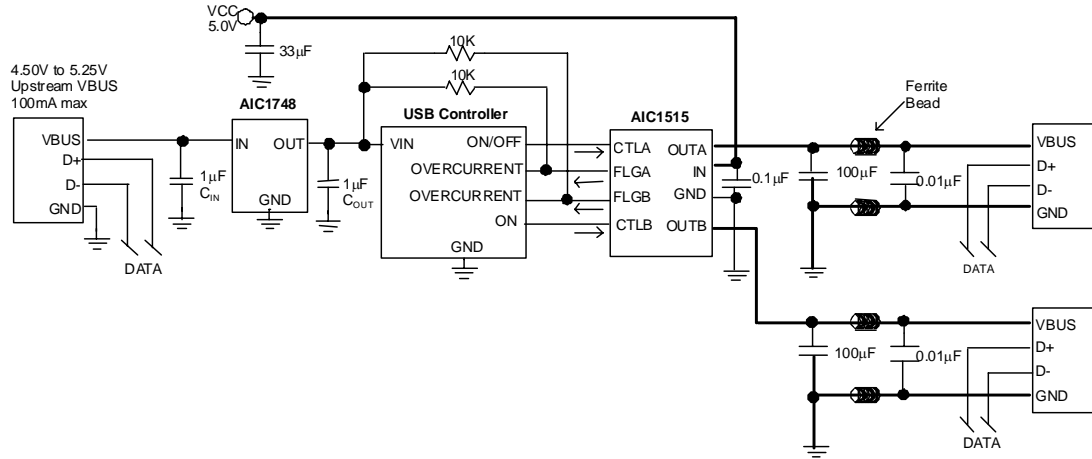 VCC
5.0V
33μF
10K
10K
4.50V to 5.25V
Upstream VBUS
100mA max
AIC1748
USB Controller
AIC1515
Ferrite
Bead
VBUS
D+
D-
GND
1μF
CIN
IN
OUT
GND
1μF
COUT
VIN
ON/OFF
OVERCURRENT
OVERCURRENT
ON
GND
CTLA
FLGA
FLGB
CTLB
OUTA
IN
GND
OUTB
0.1μF
100μF
0.01μF
VBUS
D+
D-
GND
DATA
DATA
100μF
0.01μF
VBUS
D+
D-
GND
DATA